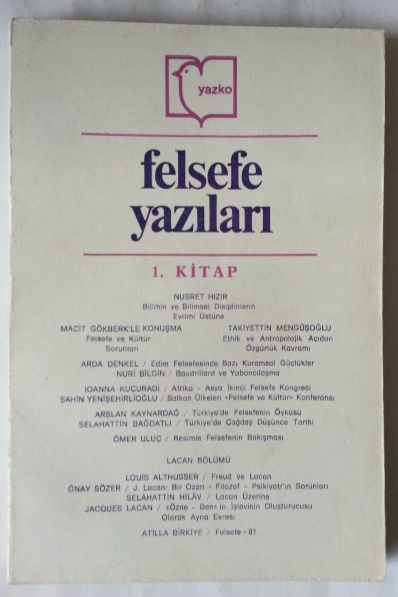 yazko
felsefe
yazıları
1. KİTAP
NUSRET HIZIR
Bilimin ve Bilimsel Disiplinlerin
Evrimi Üstüne
MACİT GÖKBERK'LE KONUŞMA
Felsefe ve Kültür
Sorunları
TAKİYETTİN MENGÜŞOĞLU
Ethik ve Antropolojik Açıdan
Özgürlük Kavramı
ARDA DENKEL / Edim Felsefesinde Bazı Kuramsal Güçlükler
NURİ BİLGİN / Baudrillard ve Yabancılaşma
IOANNA KUÇURADİ / Afrika - Asya İkinci Felsefe Kongresi
ŞAHİN YENİŞEHİRLİOĞLU / Balkan Ülkeleri «Felsefe ve Kültür» Konferansı
ARSLAN KAYNARDAĞ / Türkiye'de Felsefenin Öyküsü
SELAHATTİN BAĞDATLI / Türkiye'de Çağdaş Düşünce Tarihi
ÖMER ULUÇ / Resimle Felsefenin Bakışması
LACAN BÖLÜMÜ
LOUİS ALTHUSSER / Freud ve Lacan
ÖNAY SÖZER / J. Lacan: Bir Ozan - Filozof - Psikiyatr'ın Sorunları
SELAHATTİN HİLÂV / Lacan Üzerine
JACQUES LACAN / «Özne - Ben»in İşlevinin Oluşturucusu
Olarak Ayna Evresi
ATİLLA BİRKİYE / Felsefe - 81